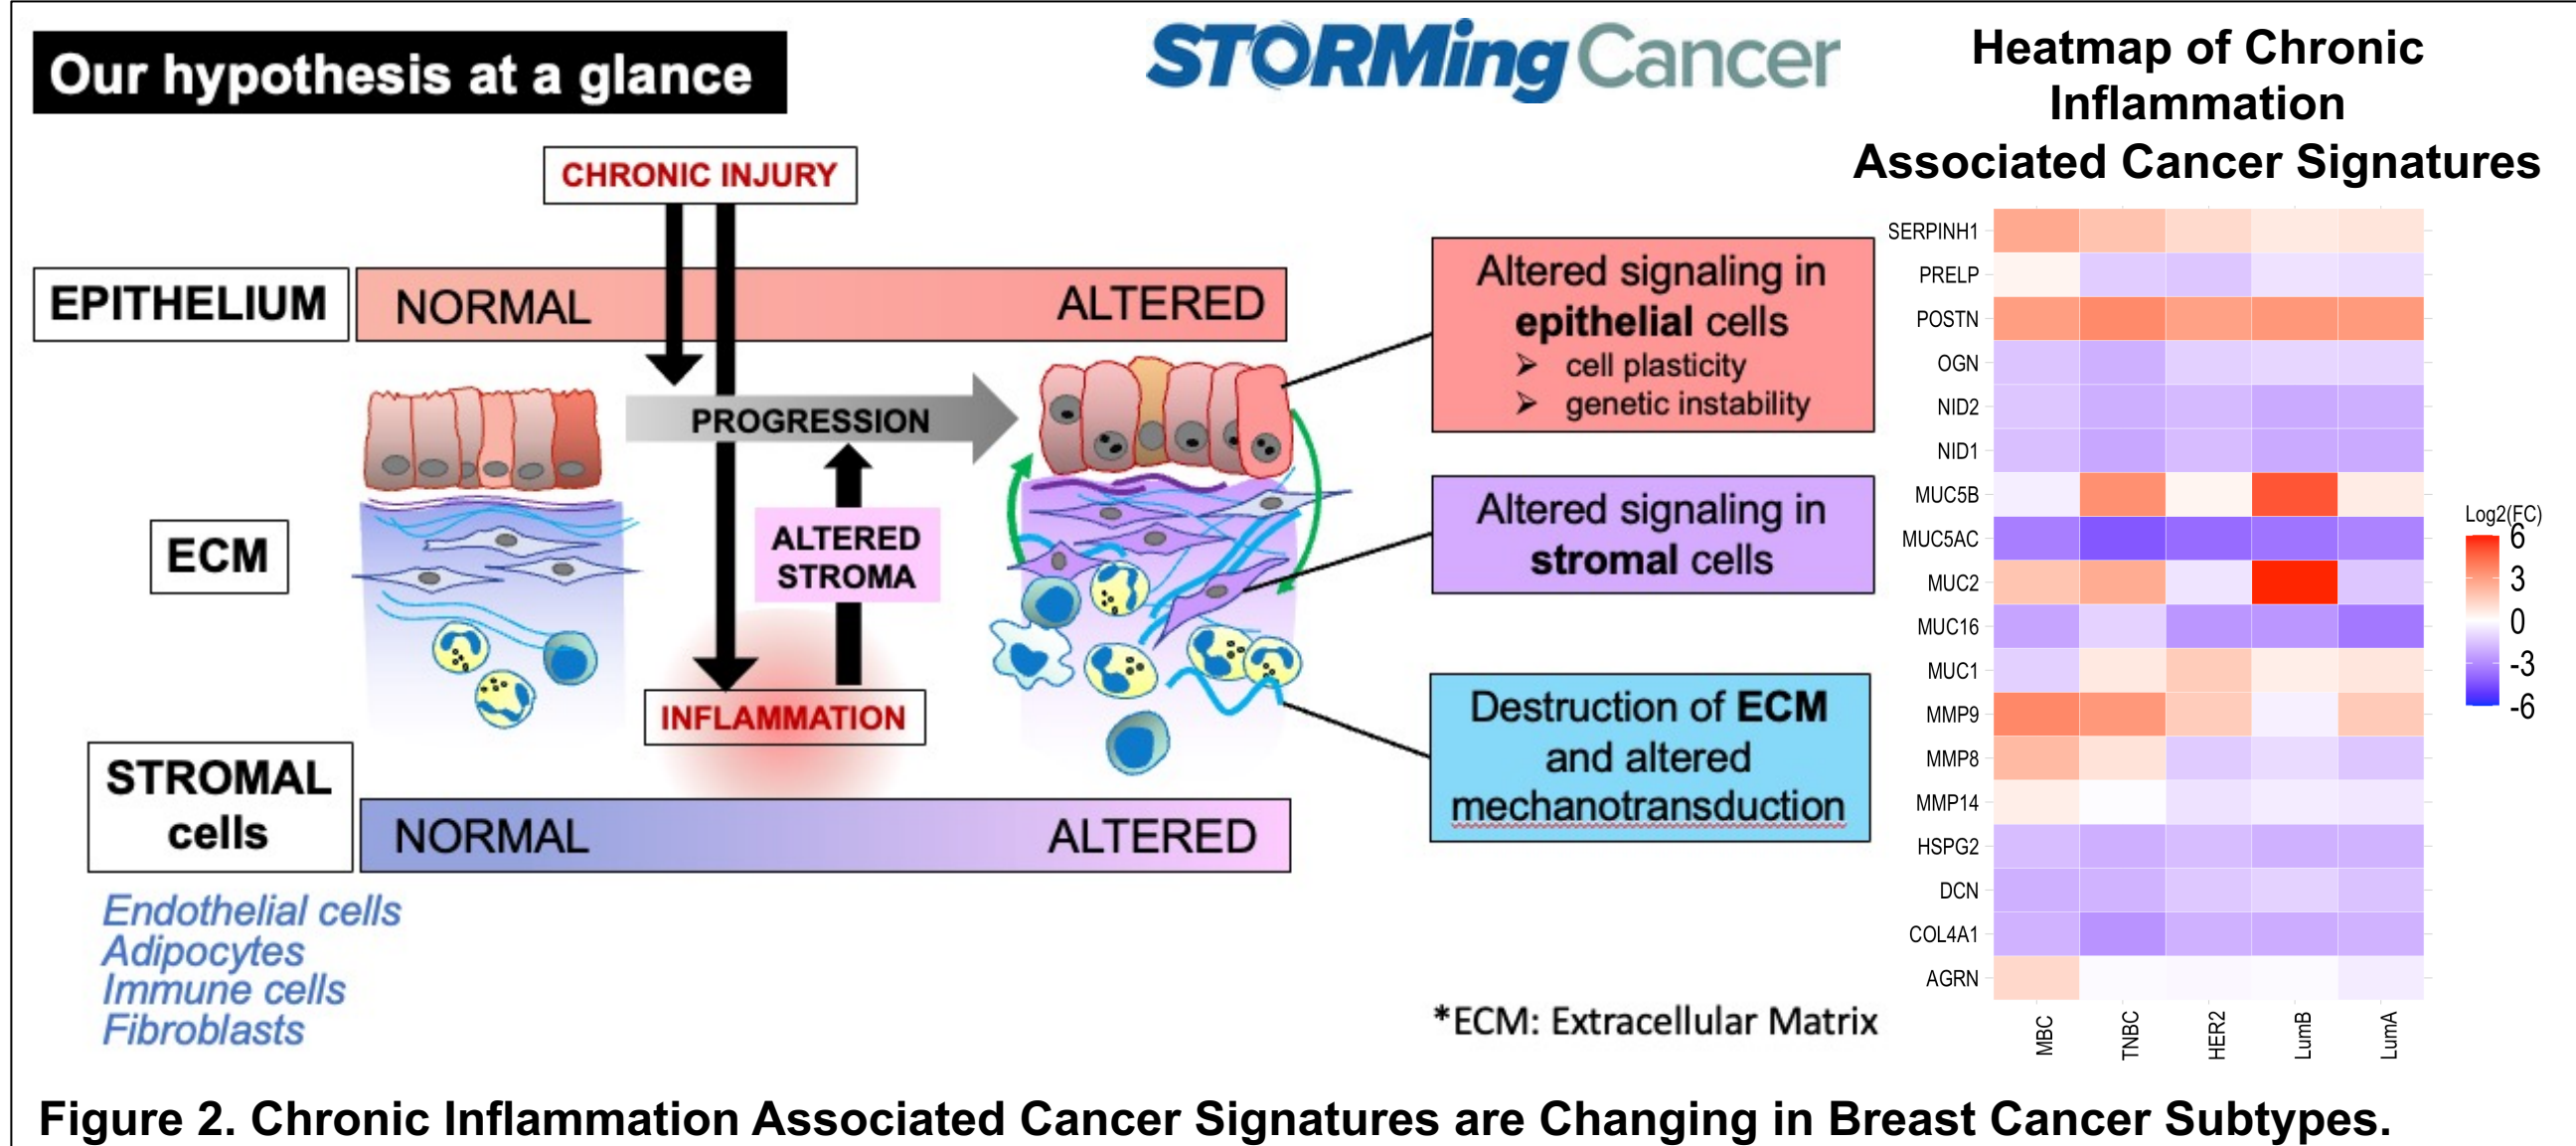 Our hypothesis at a glance
STORMing Cancer
CHRONIC INJURY
EPITHELIUM
NORMAL
ALTERED
PROGRESSION
ECM
ALTERED
STROMA
INFLAMMATION
STROMAL
cells
NORMAL
ALTERED
Endothelial cells
Adipocytes
Immune cells
Fibroblasts
Altered signaling in
epithelial cells
➢ cell plasticity
➢ genetic instability
Altered signaling in
stromal cells
Destruction of ECM
and altered
mechanotransduction
*ECM: Extracellular Matrix
Heatmap of Chronic
Inflammation
Associated Cancer Signatures
SERPINH1
PRELP
POSTN
OGN
NID2
NID1
MUC5B
MUC5AC
MUC2
MUC16
MUC1
MMP9
MMP8
MMP14
HSPG2
DCN
COL4A1
AGRN
MBC
TNBC
HER2
LumB
LumA
Log2(FC)
6
3
0
-3
-6
Figure 2. Chronic Inflammation Associated Cancer Signatures are Changing in Breast Cancer Subtypes.